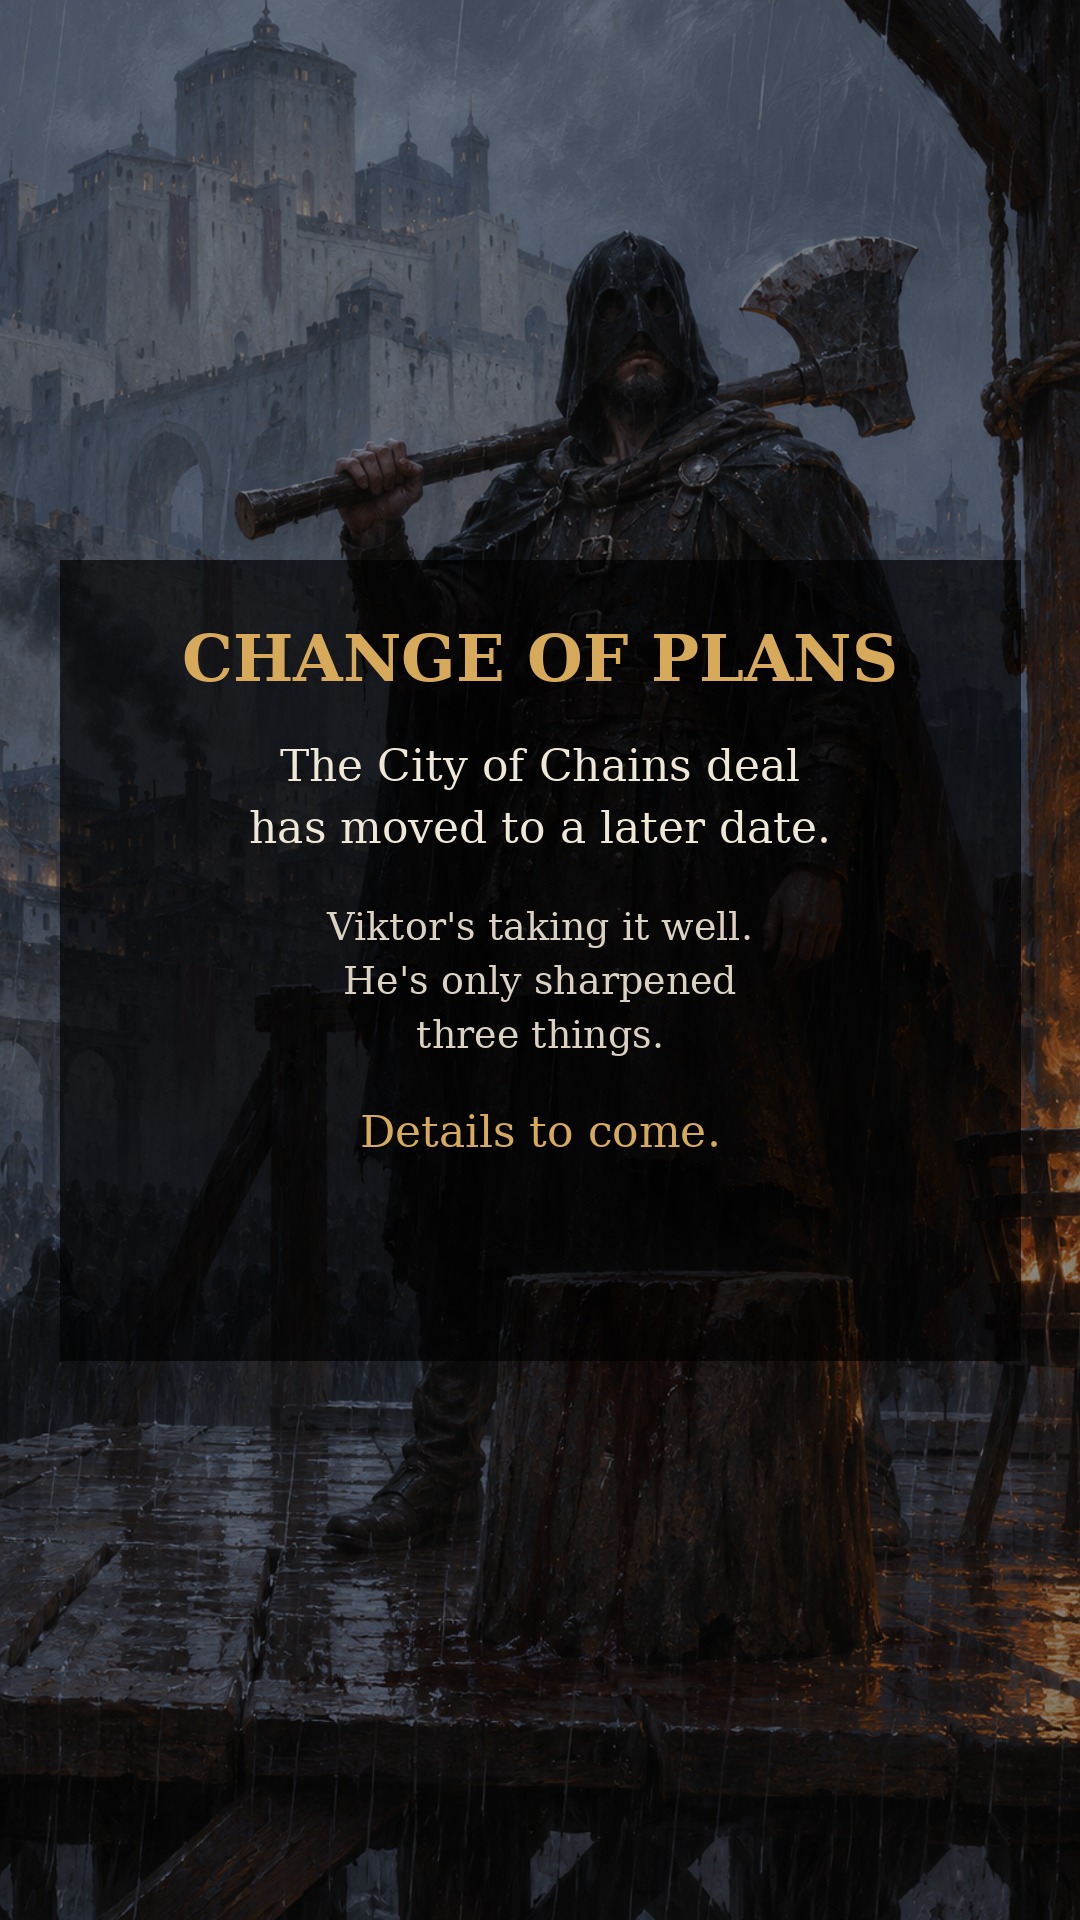 CHANGE OF PLANS
The City of Chains deal
has moved to a later date.
Viktor's taking it well.
He's only sharpened
three things.
Details to come.